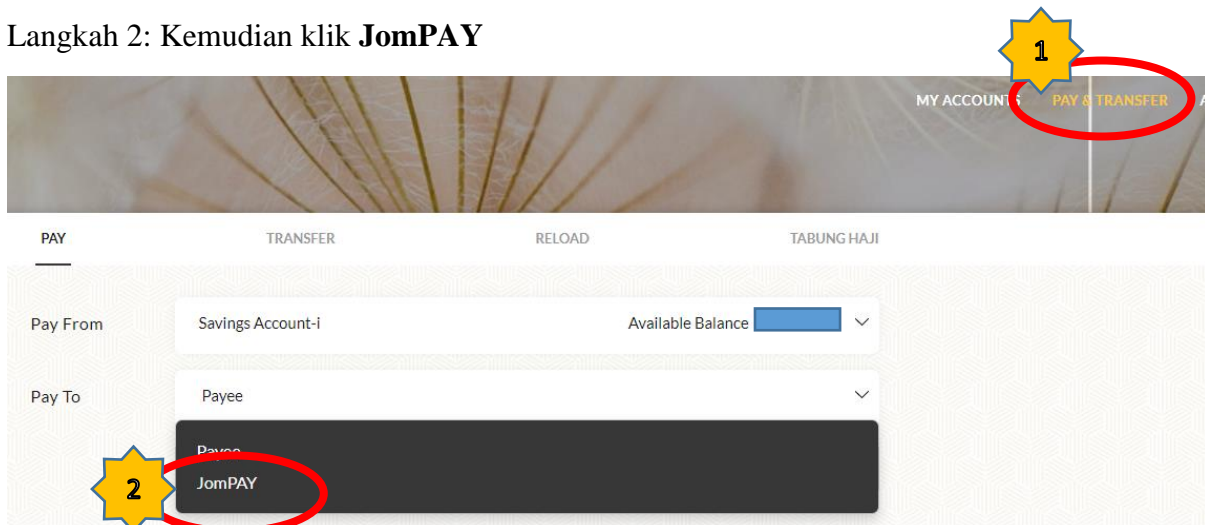 Langkah 2: Kemudian klik JomPAY
1
MY ACCOUNTS PAY & TRANSFER A
PAY TRANSFER RELOAD TABUNG HAJI
Pay From Savings Account-i Available Balance
Pay To Payee
Payee
2 JomPAY